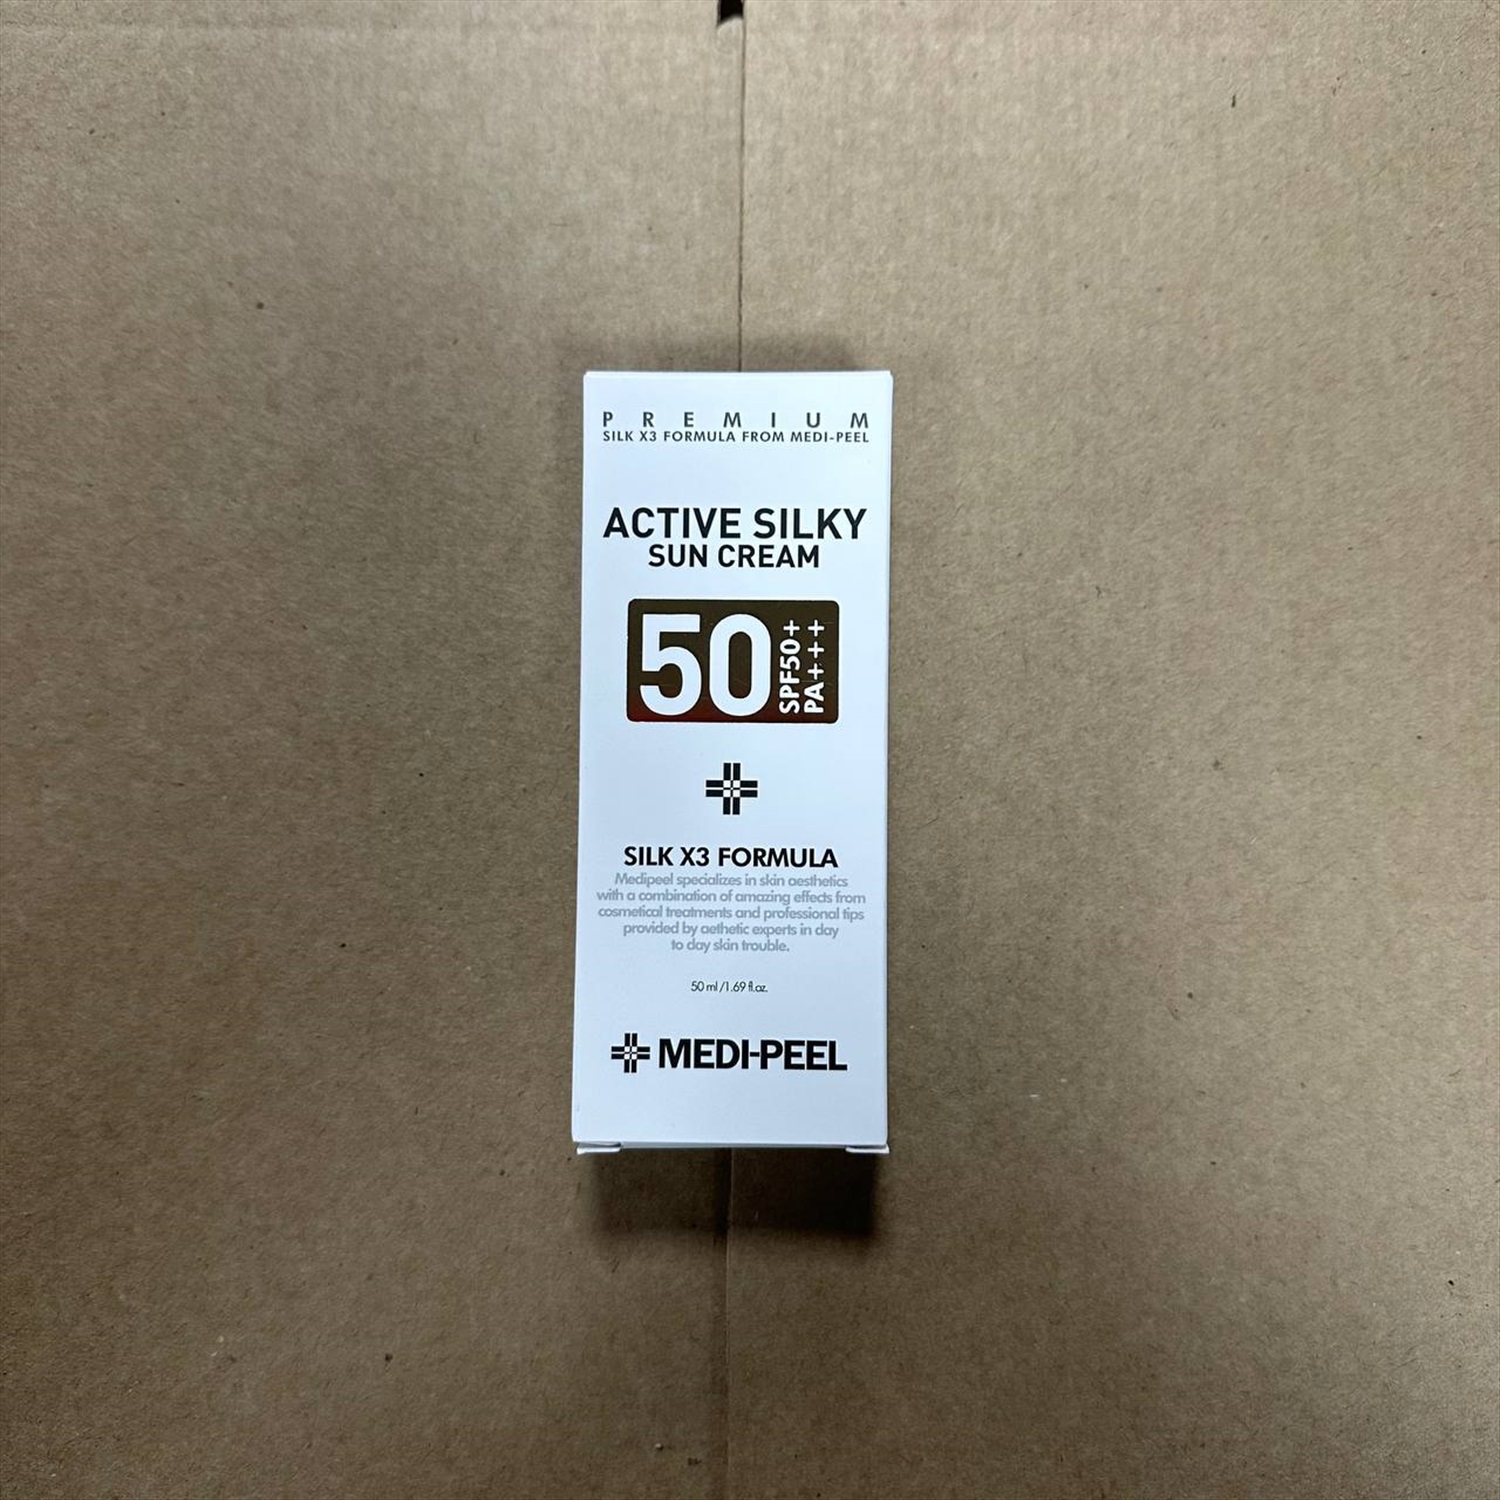 PREMIUM
SILK X3 FORMULA FROM MEDI-PEEL
ACTIVE SILKY
SUN CREAM
50
SPF50+
PA+++
SILK X3 FORMULA
Medipeel specializes in skin aesthetics
with a combination of amazing effects from
cosmetical treatments and professional tips
provided by aethetic experts in day
to day skin trouble.
50 ml /1.69 fl.oz.
MEDI-PEEL